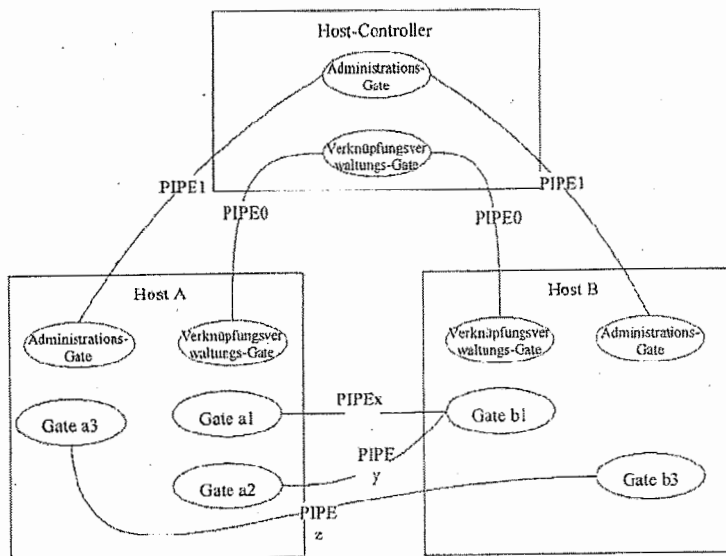 Host-Controller
Administrations-
Gate
Verknüpfungsver
waltungs-Gate
PIPE1
PIPE1
PIPE0
PIPE0
Host A
Host B
Administrations-
Gate
Verknüpfungsver
waltungs-Gate
Verknüpfungsver
waltungs-Gate
Administrations-
Gate
Gate a3
Gate a1
PIPEx
Gate b1
Gate a2
PIPE
y
Gate b3
PIPE
z